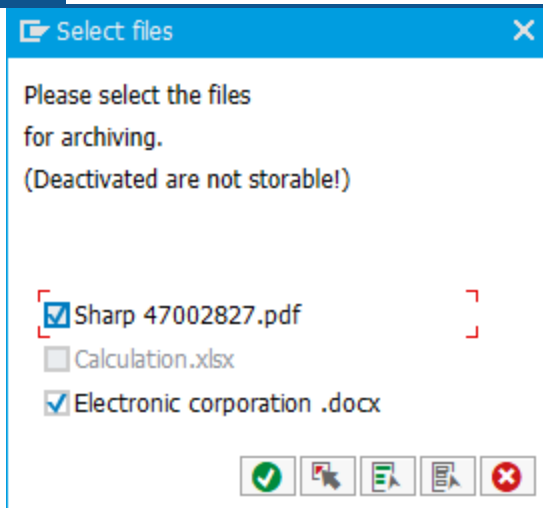 Select files
Please select the files
for archiving.
(Deactivated are not storable!)
Sharp 47002827.pdf
Calculation.xlsx
Electronic corporation .docx